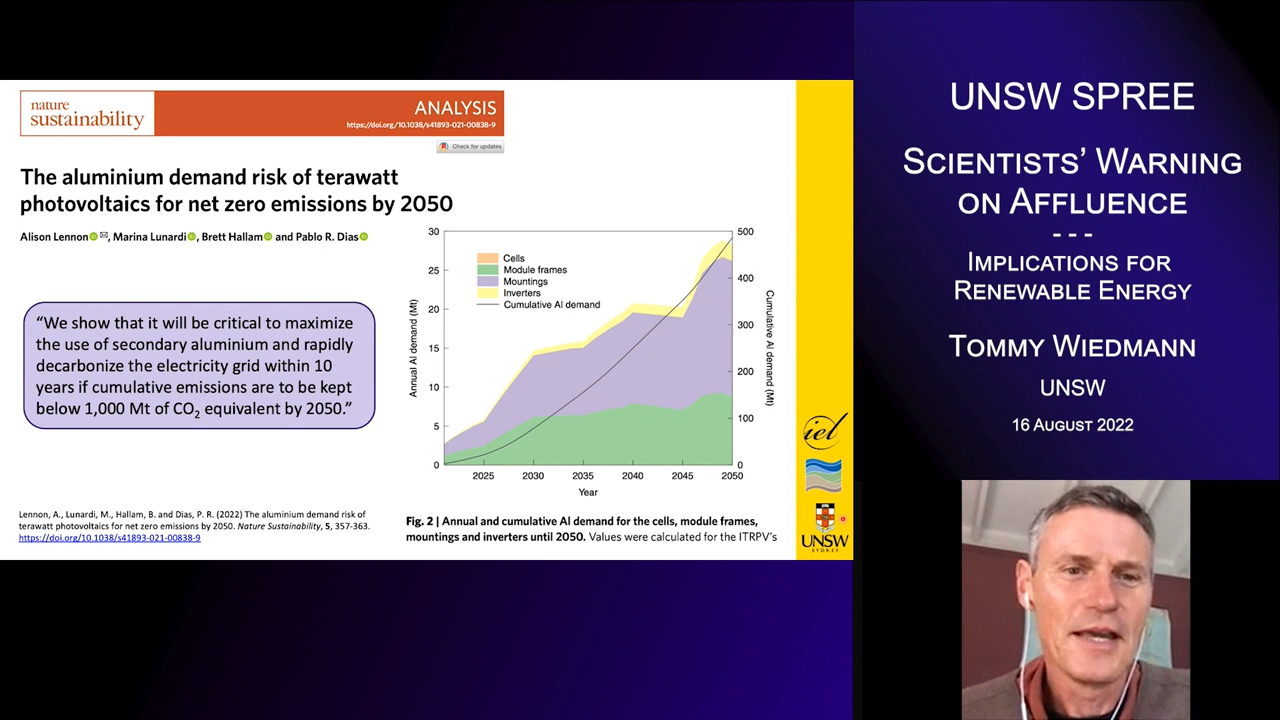 nature
sustainability
ANALYSIS
https://doi.org/10.1038/s41893-021-00838-9
Check for updates
The aluminium demand risk of terawatt
photovoltaics for net zero emissions by 2050
Alison Lennon, Marina Lunardi, Brett Hallam and Pablo R. Dias
“We show that it will be critical to maximize
the use of secondary aluminium and rapidly
decarbonize the electricity grid within 10
years if cumulative emissions are to be kept
below 1,000 Mt of CO2 equivalent by 2050.”
Lennon, A., Lunardi, M., Hallam, B. and Dias, P. R. (2022) The aluminium demand risk of
terawatt photovoltaics for net zero emissions by 2050. Nature Sustainability, 5, 357-363.
https://doi.org/10.1038/s41893-021-00838-9
30
25
20
15
10
5
0
Annual Al demand (Mt)
Cells
Module frames
Mountings
Inverters
Cumulative Al demand
500
400
300
200
100
0
Cumulative Al demand (Mt)
2025 2030 2035 2040 2045 2050
Year
Fig. 2 | Annual and cumulative Al demand for the cells, module frames,
mountings and inverters until 2050. Values were calculated for the ITRPV’s
iel
UNSW
SYDNEY
UNSW SPREE
SCIENTISTS’ WARNING
ON AFFLUENCE
- - -
IMPLICATIONS FOR
RENEWABLE ENERGY
TOMMY WIEDMANN
UNSW
16 AUGUST 2022